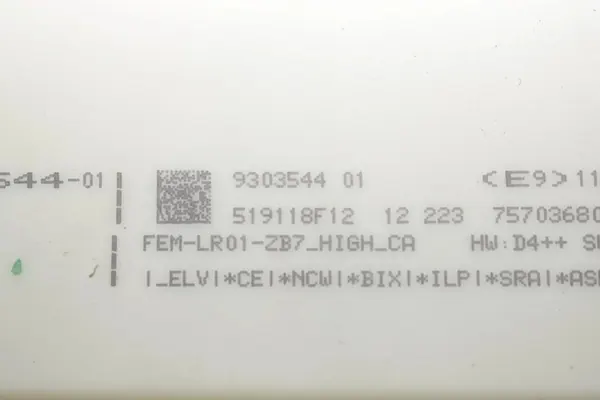 544-01 9303544 01 <E9> 11
519118F12 12 223 75703680
FEM-LR01-ZB7_HIGH_CA HW:D4++
|_ELV|*CE|*NCW|*BIX|*ILP|*SRA|*AS